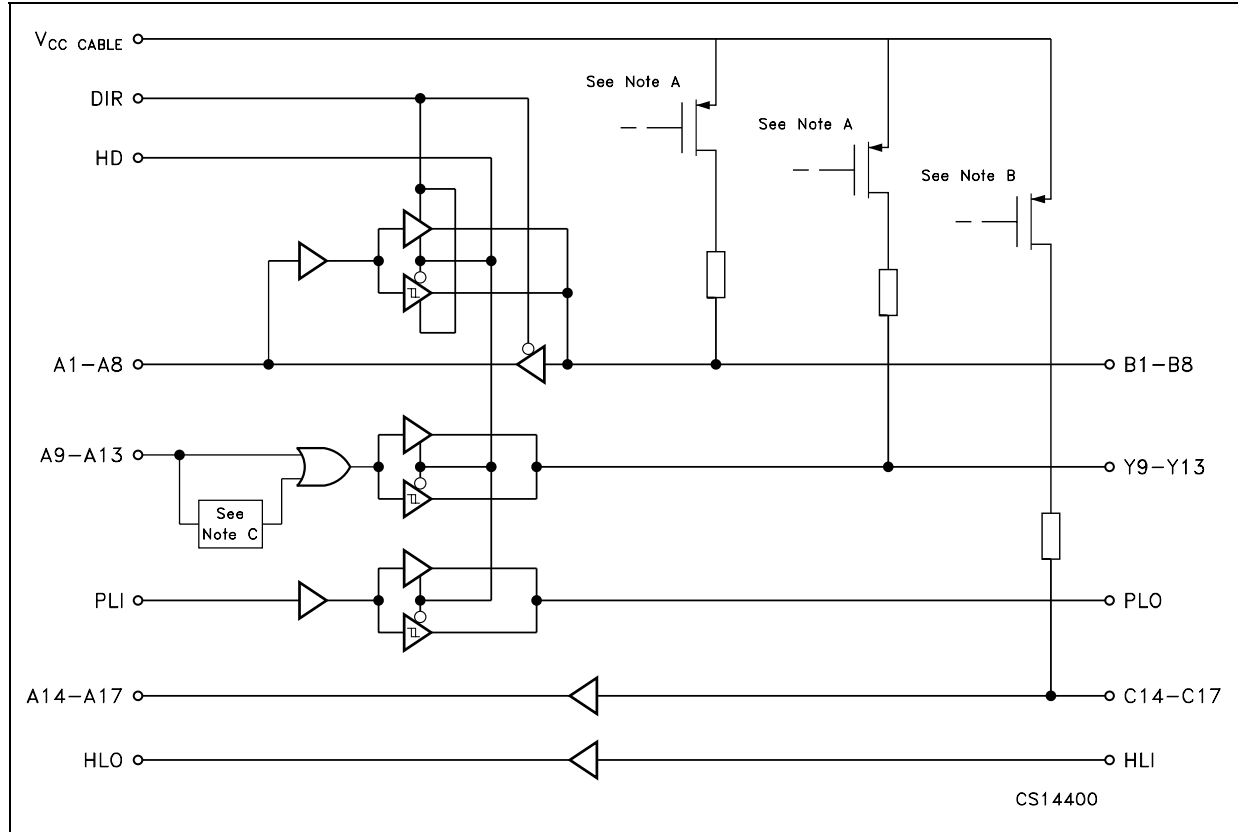 VCC CABLE
DIR
HD
See Note A
See Note A
See Note B
A1-A8
B1-B8
A9-A13
See
Note C
Y9-Y13
PLI
PLO
A14-A17
C14-C17
HLO
HLI
CS14400